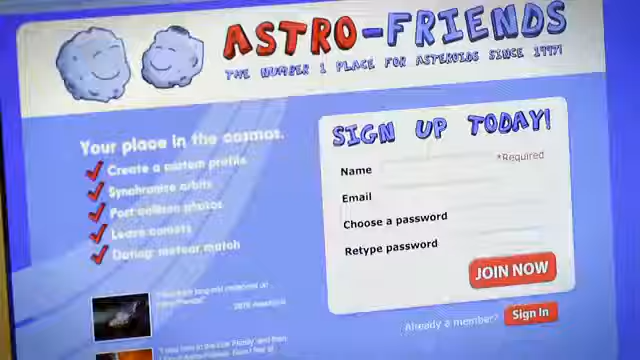 ASTRO-FRIENDS
THE NUMBER 1 PLACE FOR ASTEROIDS SINCE 1997!
Your place in the cosmos.
Create a custom profile
Synchronise orbits
Post collision photos
Leave comets
Dating: meteor match
SIGN UP TODAY!
*Required
Name
Email
Choose a password
Retype password
JOIN NOW
Already a member?
Sign In